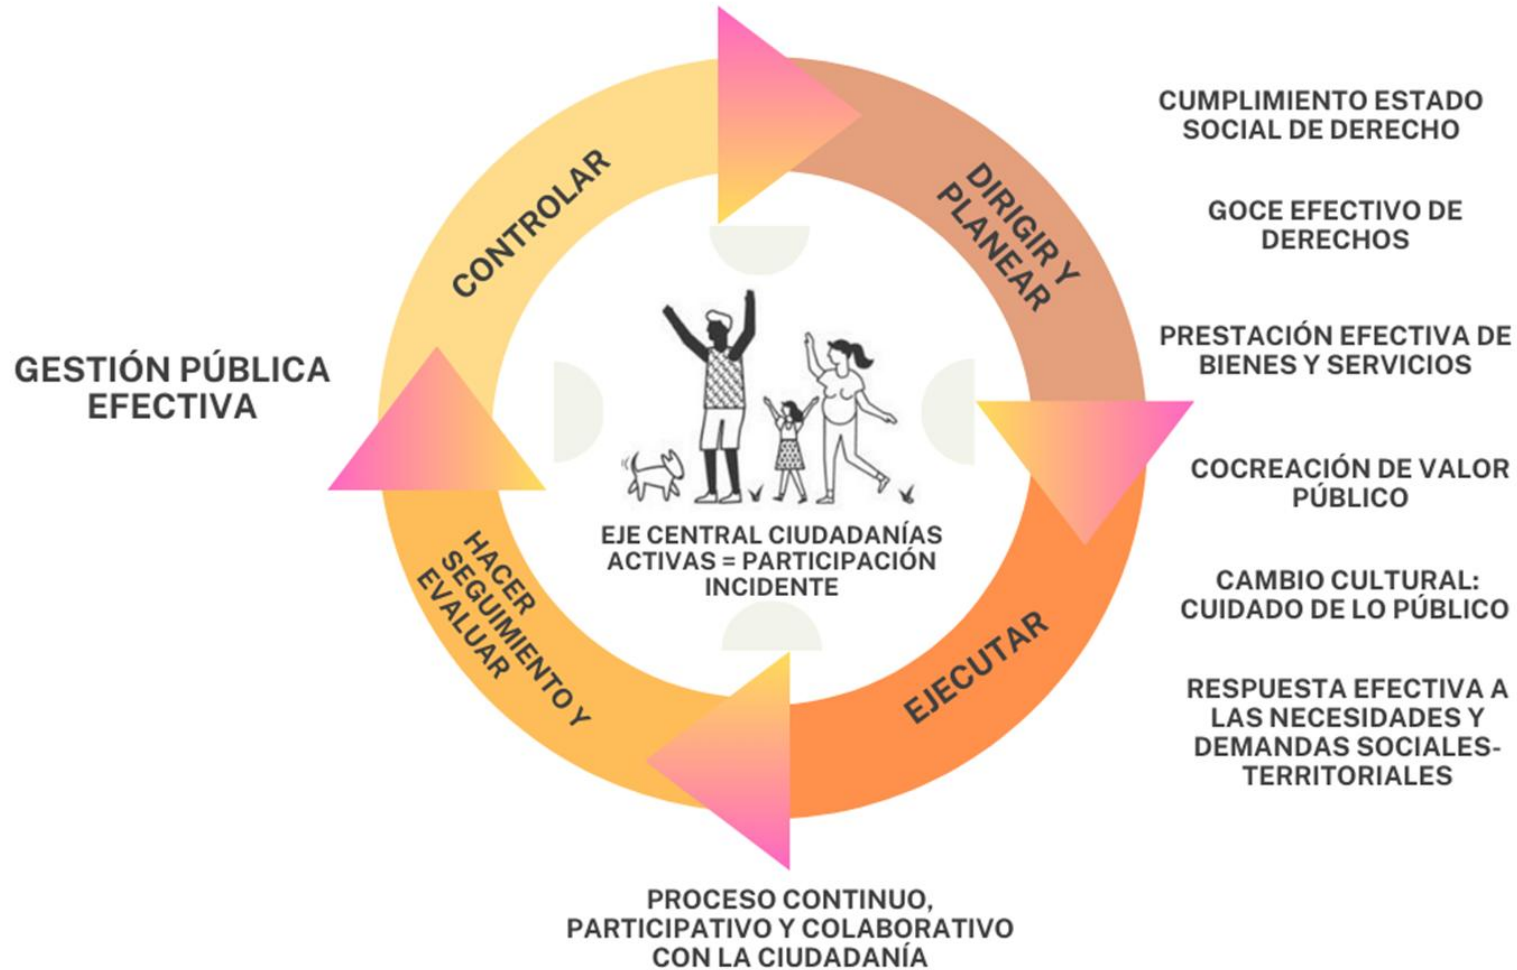 CONTROLAR
DIRIGIR Y
PLANEAR
EJECUTAR
HACER
SEGUIMIENTO Y
EVALUAR
GESTIÓN PÚBLICA
EFECTIVA
EJE CENTRAL CIUDADANÍAS
ACTIVAS = PARTICIPACIÓN
INCIDENTE
CUMPLIMIENTO ESTADO
SOCIAL DE DERECHO
GOCE EFECTIVO DE
DERECHOS
PRESTACIÓN EFECTIVA DE
BIENES Y SERVICIOS
COCREACIÓN DE VALOR
PÚBLICO
CAMBIO CULTURAL:
CUIDADO DE LO PÚBLICO
RESPUESTA EFECTIVA A
LAS NECESIDADES Y
DEMANDAS SOCIALES-
TERRITORIALES
PROCESO CONTINUO,
PARTICIPATIVO Y COLABORATIVO
CON LA CIUDADANÍA